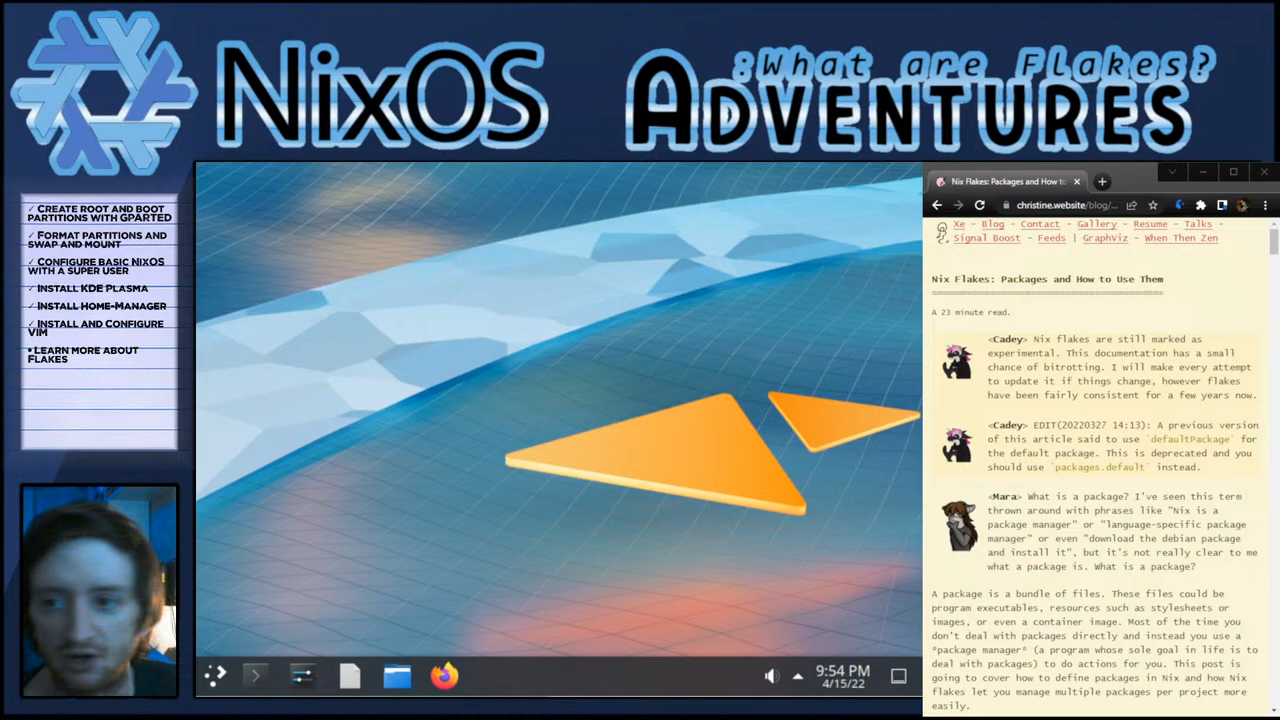 NixOS
:What are Flakes?
Adventures
✓ Create root and boot
partitions with GParted
✓ Format partitions and
swap and mount
✓ Configure basic NixOS
with a super user
✓ Install KDE Plasma
✓ Install Home-Manager
✓ Install and Configure
Vim
• Learn more about
Flakes
9:54 PM
4/15/22
Nix Flakes: Packages and How to
christine.website/blog/...
Xe - Blog - Contact - Gallery - Resume - Talks -
Signal Boost - Feeds | GraphViz - When Then Zen
Nix Flakes: Packages and How to Use Them
A 23 minute read.
<Cadey> Nix flakes are still marked as
experimental. This documentation has a small
chance of bitrotting. I will make every attempt
to update it if things change, however flakes
have been fairly consistent for a few years now.
<Cadey> EDIT(20220327 14:13): A previous version
of this article said to use `defaultPackage` for
the default package. This is deprecated and you
should use `packages.default` instead.
<Mara> What is a package? I've seen this term
thrown around with phrases like "Nix is a
package manager" or "language-specific package
manager" or even "download the debian package
and install it", but it's not really clear to me
what a package is. What is a package?
A package is a bundle of files. These files could be
program executables, resources such as stylesheets or
images, or even a container image. Most of the time you
don't deal with packages directly and instead you use a
*package manager* (a program whose sole goal in life is to
deal with packages) to do actions for you. This post is
going to cover how to define packages in Nix and how Nix
flakes let you manage multiple packages per project more
easily.